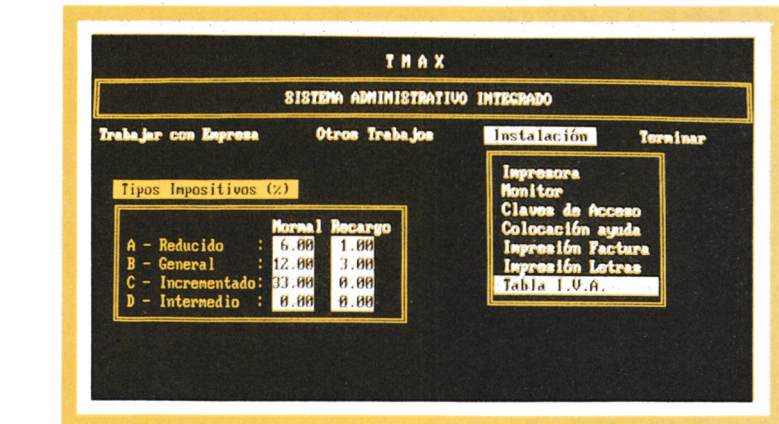 TMAX
SISTEMA ADMINISTRATIVO INTEGRADO
Trabajar con Empresa Otros Trabajos Instalación Terminar
Impresora
Monitor
Claves de Acceso
Colocación ayuda
Impresión Factura
Impresión Letras
Tabla I.V.A.
Tipos Impositivos (%)
Normal Recargo
A - Reducido : 6.00 1.00
B - General : 12.00 3.00
C - Incrementado: 33.00 0.00
D - Intermedio : 0.00 0.00